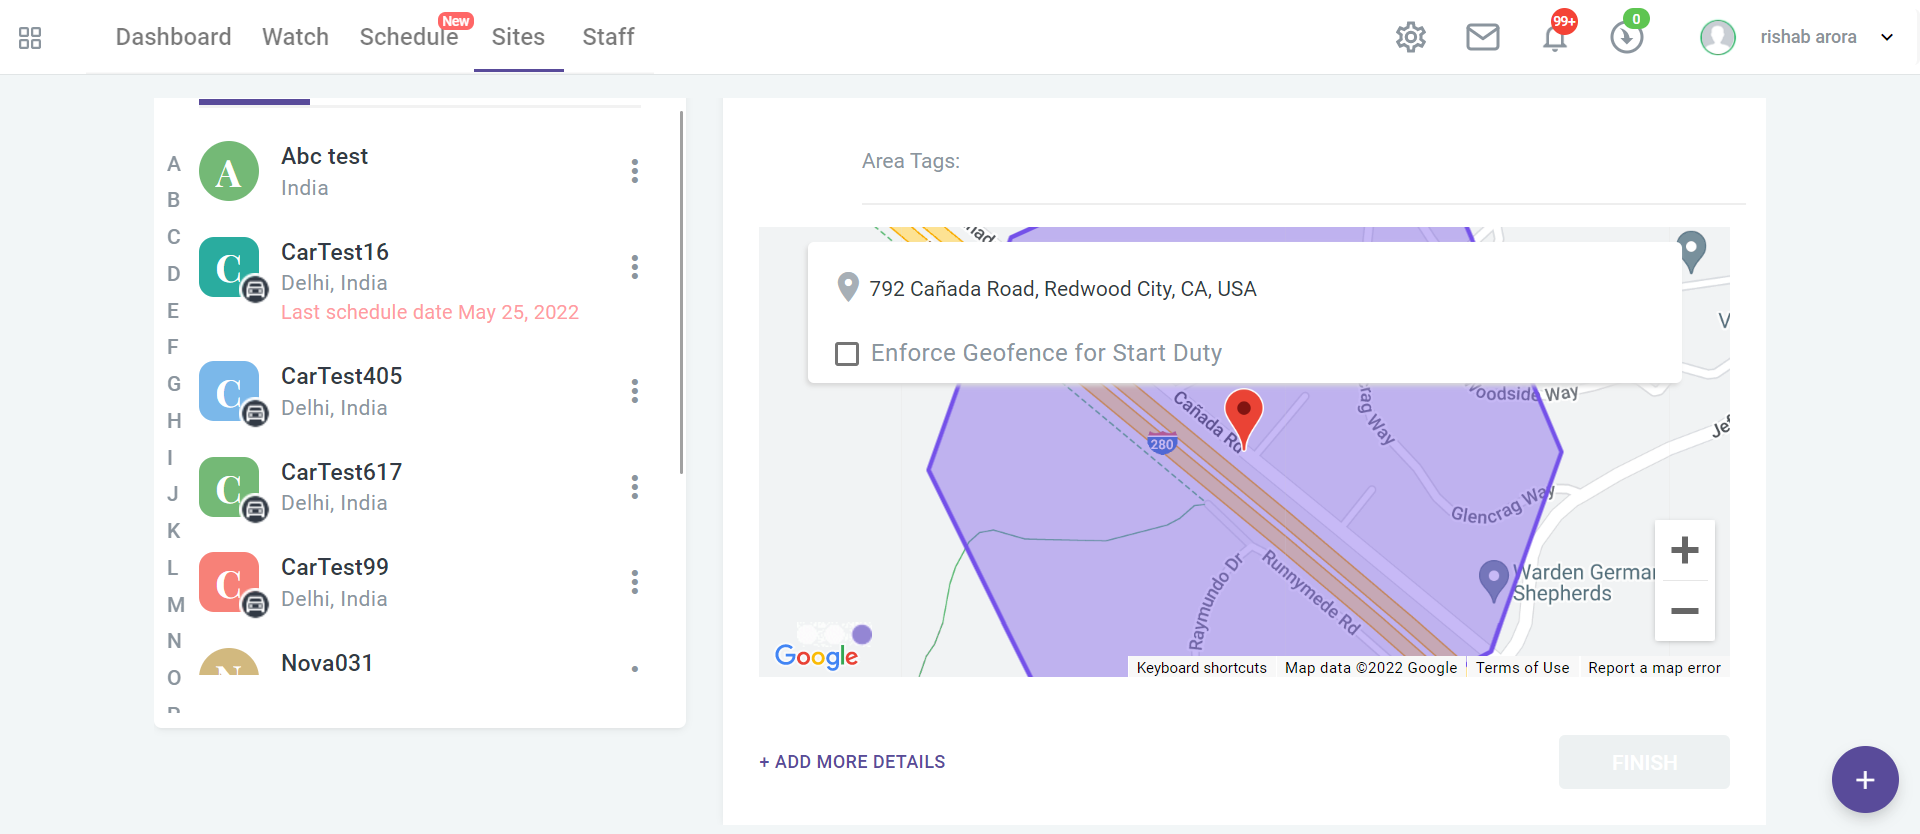 Dashboard Watch Schedule New Sites Staff
99+
0
rishab arora
A
B
C
D
E
F
G
H
I
J
K
L
M
N
O
A
Abc test
India
C
CarTest16
Delhi, India
Last schedule date May 25, 2022
C
CarTest405
Delhi, India
C
CarTest617
Delhi, India
C
CarTest99
Delhi, India
N
Nova031
Area Tags:
792 Cañada Road, Redwood City, CA, USA
Enforce Geofence for Start Duty
Woodside Way
Cañada Rd
280
Glencrag Way
Raymundo Dr
Runnymede Rd
Warden German
Shepherds
Google
Keyboard shortcuts Map data ©2022 Google Terms of Use Report a map error
+ ADD MORE DETAILS
FINISH